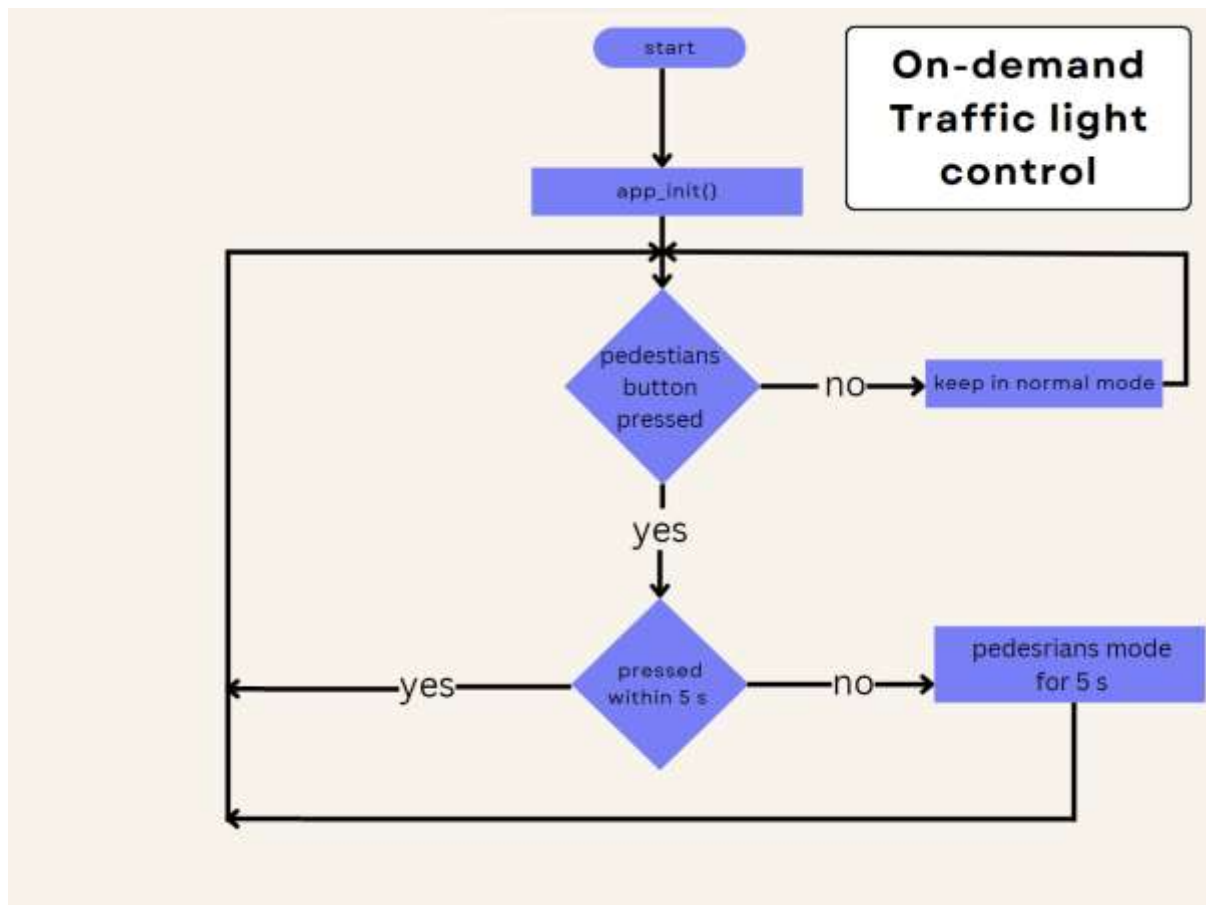 start
On-demand
Traffic light
control
app_init()
pedestians
button
pressed
no
keep in normal mode
yes
pressed
within 5 s
yes
no
pedesrians mode
for 5 s